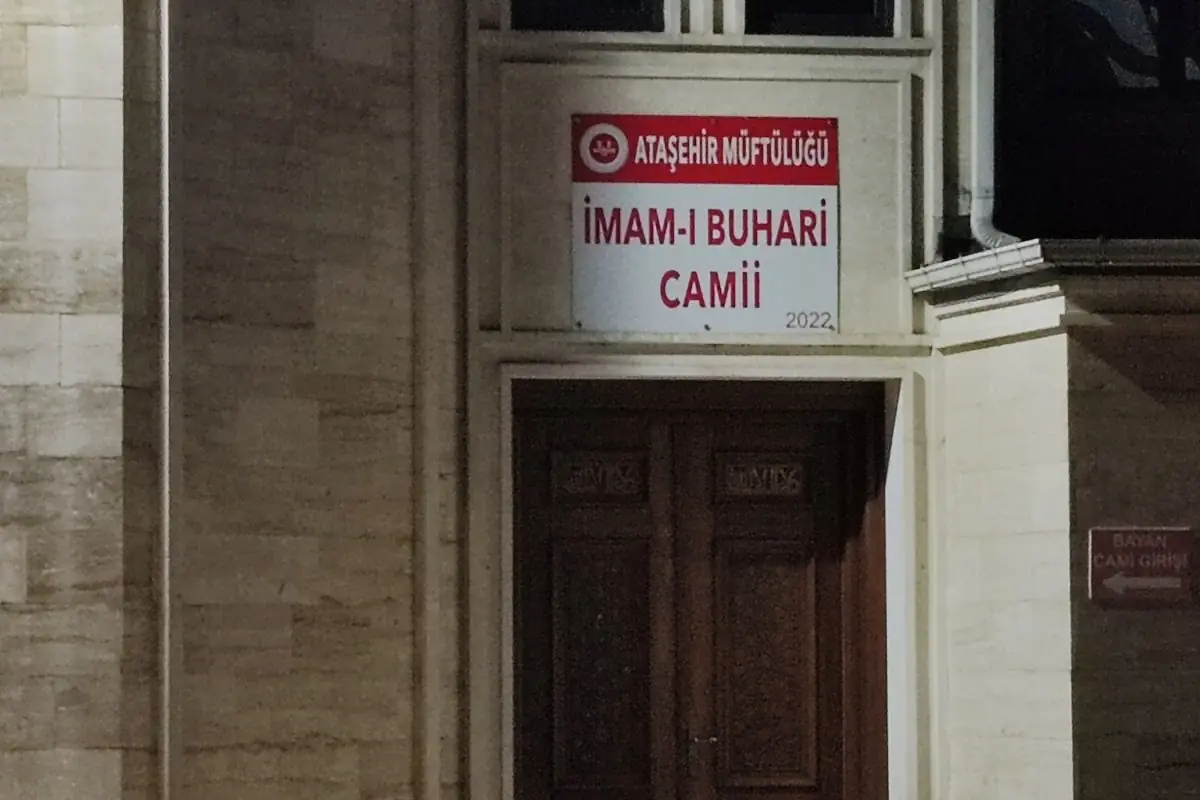 ATAŞEHİR MÜFTÜLÜĞÜ
İMAM-I BUHARİ
CAMİİ
2022
BAYAN
CAMİ GİRİŞİ